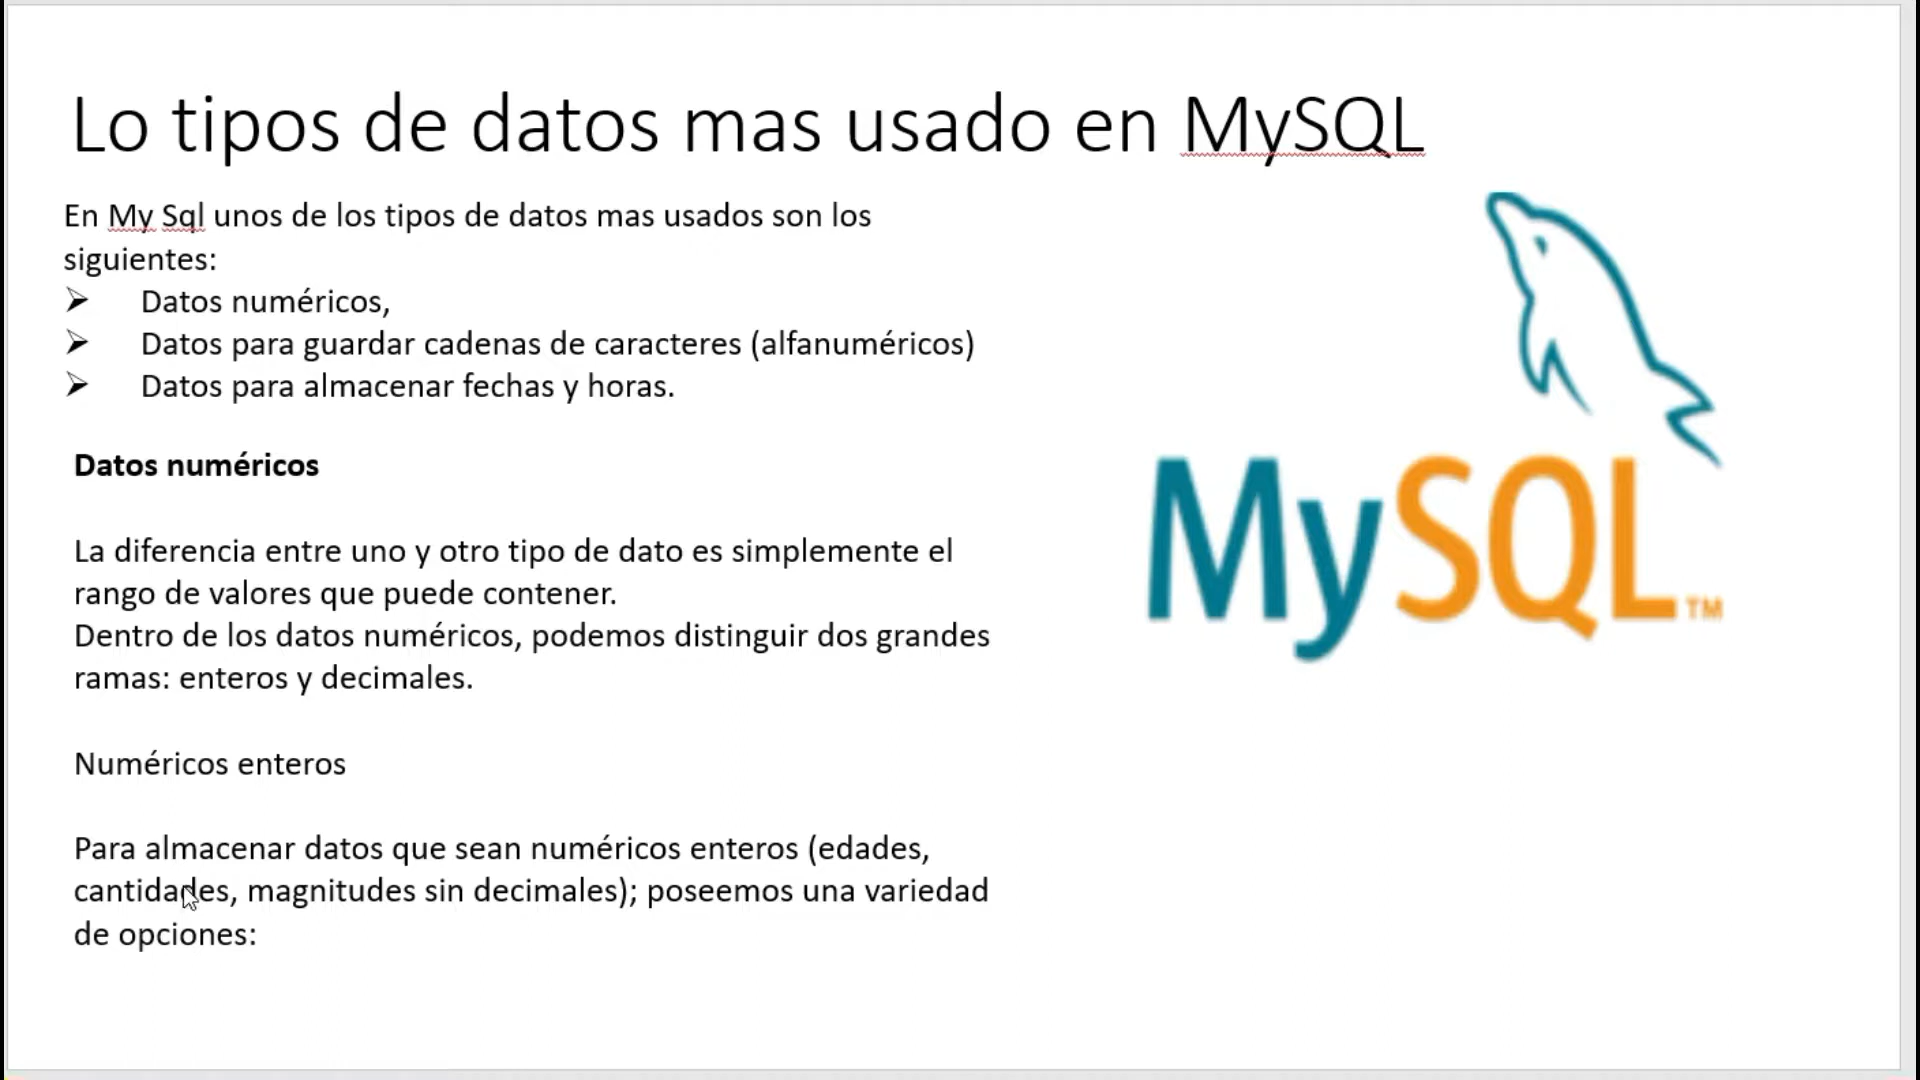 Lo tipos de datos mas usado en MySQL
En My Sql unos de los tipos de datos mas usados son los
siguientes:
➢ Datos numéricos,
➢ Datos para guardar cadenas de caracteres (alfanuméricos)
➢ Datos para almacenar fechas y horas.
Datos numéricos
La diferencia entre uno y otro tipo de dato es simplemente el
rango de valores que puede contener.
Dentro de los datos numéricos, podemos distinguir dos grandes
ramas: enteros y decimales.
Numéricos enteros
Para almacenar datos que sean numéricos enteros (edades,
cantidades, magnitudes sin decimales); poseemos una variedad
de opciones:
MySQL™